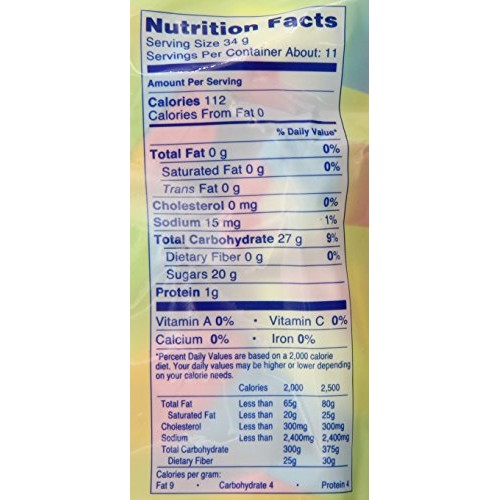 Nutrition Facts
Serving Size 34 g
Servings Per Container About: 11
Amount Per Serving
Calories 112
Calories From Fat 0
% Daily Value*
Total Fat 0 g 0%
Saturated Fat 0 g 0%
Trans Fat 0 g
Cholesterol 0 mg 0%
Sodium 15 mg 1%
Total Carbohydrate 27 g 9%
Dietary Fiber 0 g 0%
Sugars 20 g
Protein 1g
Vitamin A 0% • Vitamin C 0%
Calcium 0% • Iron 0%
*Percent Daily Values are based on a 2,000 calorie
diet. Your daily values may be higher or lower depending
on your calorie needs.
Calories 2,000 2,500
Total Fat Less than 65g 80g
Saturated Fat Less than 20g 25g
Cholesterol Less than 300mg 300mg
Sodium Less than 2,400mg 2,400mg
Total Carbohydrate 300g 375g
Dietary Fiber 25g 30g
Calories per gram:
Fat 9 • Carbohydrate 4 • Protein 4